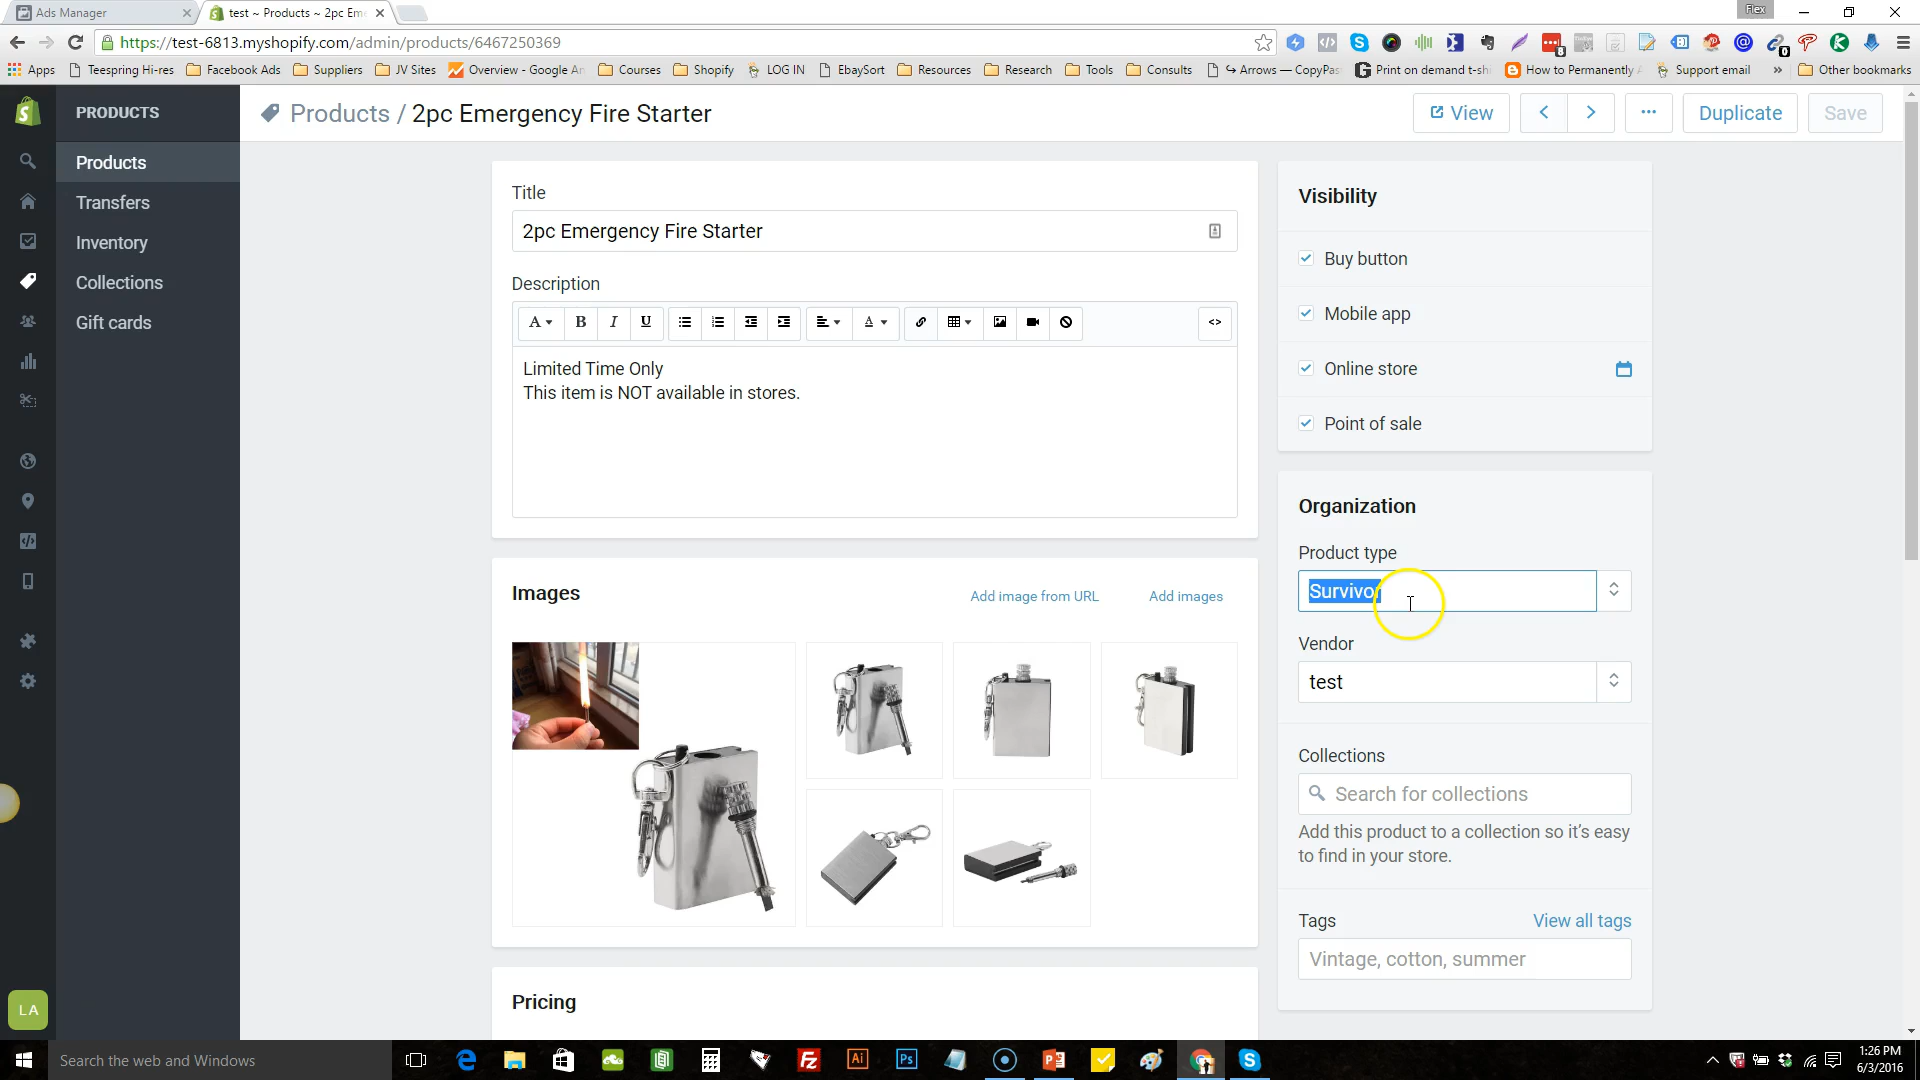 Ads Manager
test ~ Products ~ 2pc Em
Flex
https://test-6813.myshopify.com/admin/products/6467250369
Apps
Teespring Hi-res
Facebook Ads
Suppliers
JV Sites
Overview - Google An
Courses
Shopify
LOG IN
EbaySort
Resources
Research
Tools
Consults
Arrows — CopyPas
Print on demand t-shi
How to Permanently
Support email
Other bookmarks
PRODUCTS
Products
Transfers
Inventory
Collections
Gift cards
Products / 2pc Emergency Fire Starter
View
Duplicate
Save
Title
2pc Emergency Fire Starter
Description
A
B
I
U
A
Limited Time Only
This item is NOT available in stores.
Images
Add image from URL
Add images
Pricing
Visibility
Buy button
Mobile app
Online store
Point of sale
Organization
Product type
Survivor
Vendor
test
Collections
Search for collections
Add this product to a collection so it's easy
to find in your store.
Tags
View all tags
Vintage, cotton, summer
LA
Search the web and Windows
1:26 PM
6/3/2016